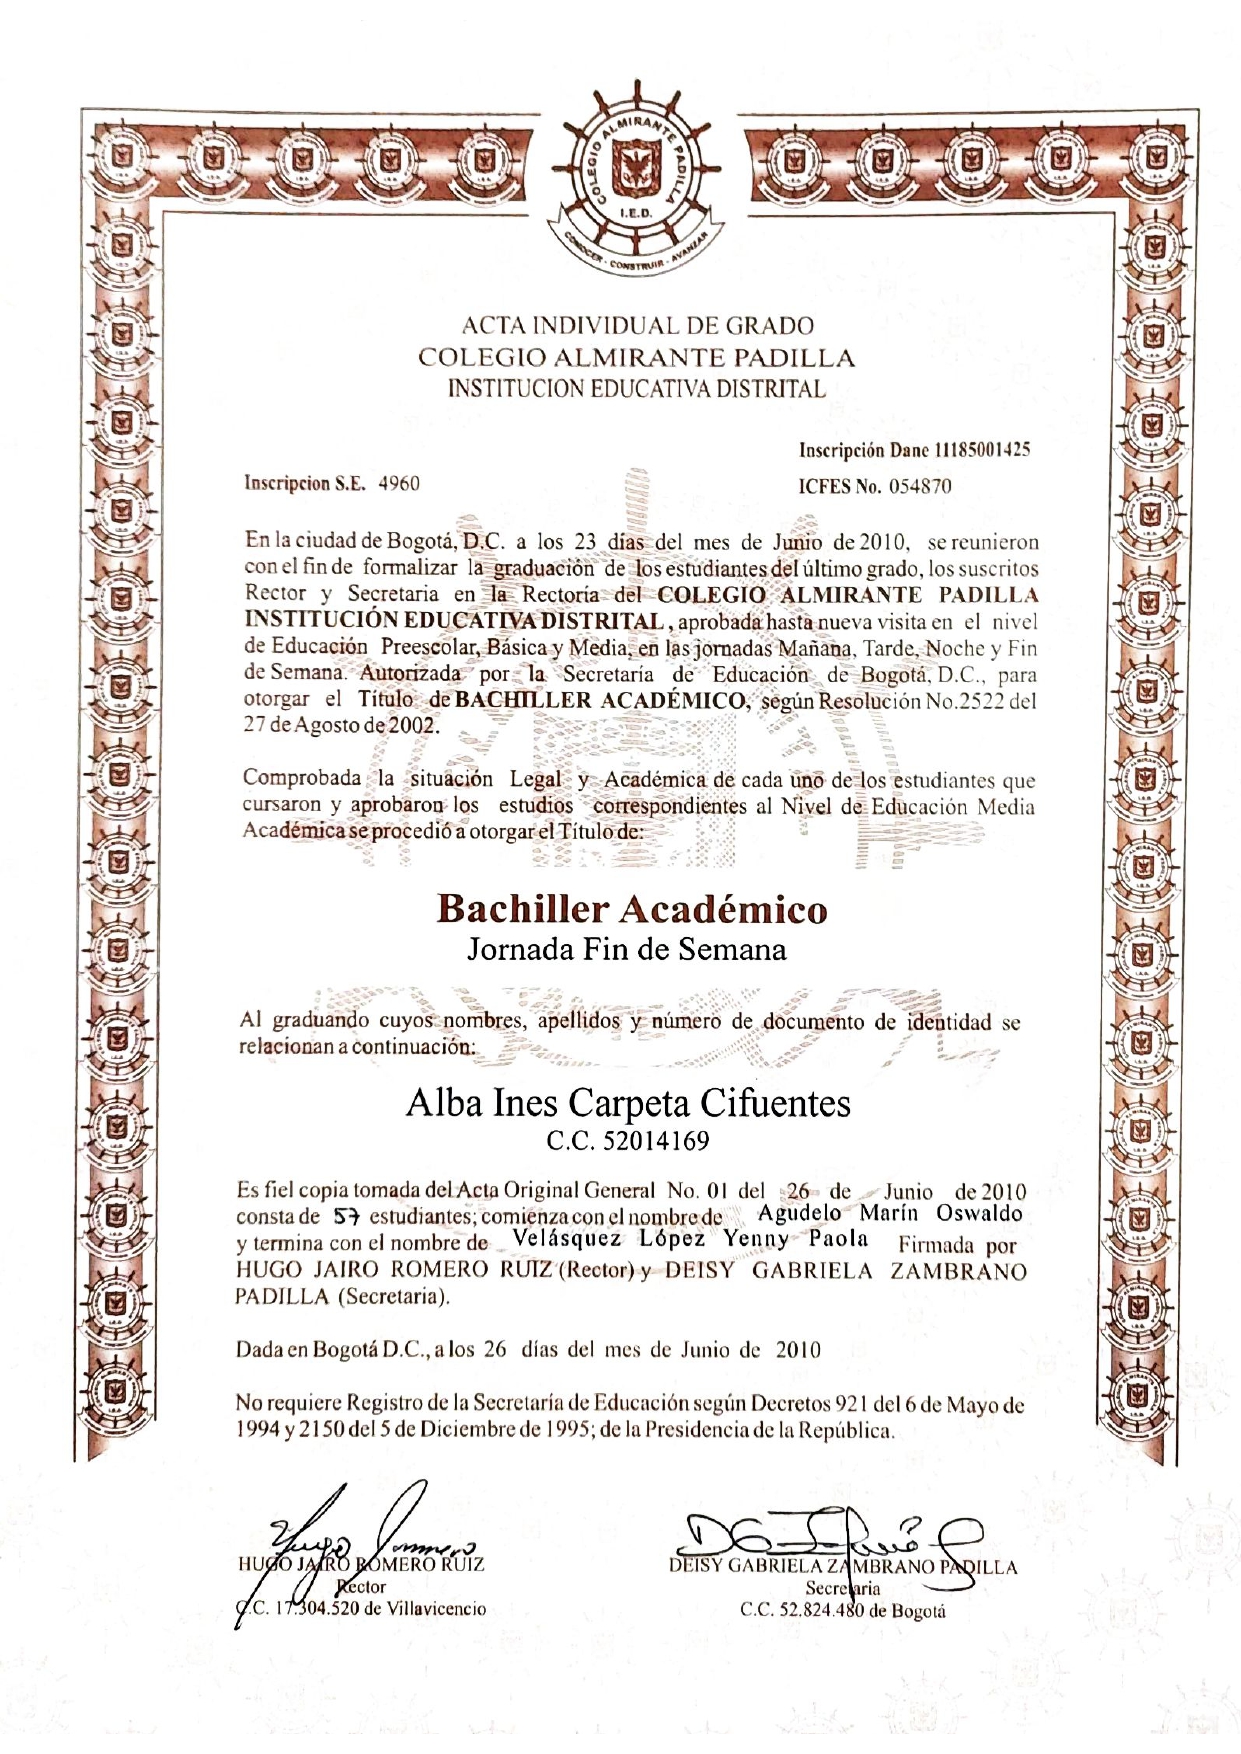 COLEGIO ALMIRANTE PADILLA
I.E.D.
CONOCER - CONSTRUIR - AVANZAR
ACTA INDIVIDUAL DE GRADO
COLEGIO ALMIRANTE PADILLA
INSTITUCION EDUCATIVA DISTRITAL
Inscripción Dane 11185001425
Inscripcion S.E. 4960
ICFES No. 054870
En la ciudad de Bogotá, D.C. a los 23 días del mes de Junio de 2010, se reunieron
con el fin de formalizar la graduación de los estudiantes del último grado, los suscritos
Rector y Secretaria en la Rectoría del COLEGIO ALMIRANTE PADILLA
INSTITUCIÓN EDUCATIVA DISTRITAL, aprobada hasta nueva visita en el nivel
de Educación Preescolar, Básica y Media, en las jornadas Mañana, Tarde, Noche y Fin
de Semana. Autorizada por la Secretaría de Educación de Bogotá, D.C., para
otorgar el Título de BACHILLER ACADÉMICO, según Resolución No.2522 del
27 de Agosto de 2002.
Comprobada la situación Legal y Académica de cada uno de los estudiantes que
cursaron y aprobaron los estudios correspondientes al Nivel de Educación Media
Académica se procedió a otorgar el Título de:
Bachiller Académico
Jornada Fin de Semana
Al graduando cuyos nombres, apellidos y número de documento de identidad se
relacionan a continuación:
Alba Ines Carpeta Cifuentes
C.C. 52014169
Es fiel copia tomada del Acta Original General No. 01 del 26 de Junio de 2010
consta de 57 estudiantes; comienza con el nombre de Agudelo Marín Oswaldo
y termina con el nombre de Velásquez López Yenny Paola Firmada por
HUGO JAIRO ROMERO RUIZ (Rector) y DEISY GABRIELA ZAMBRANO
PADILLA (Secretaria).
Dada en Bogotá D.C., a los 26 días del mes de Junio de 2010
No requiere Registro de la Secretaría de Educación según Decretos 921 del 6 de Mayo de
1994 y 2150 del 5 de Diciembre de 1995; de la Presidencia de la República.
HUGO JAIRO ROMERO RUIZ
Rector
C.C. 17.304.520 de Villavicencio
DEISY GABRIELA ZAMBRANO PADILLA
Secretaria
C.C. 52.824.480 de Bogotá